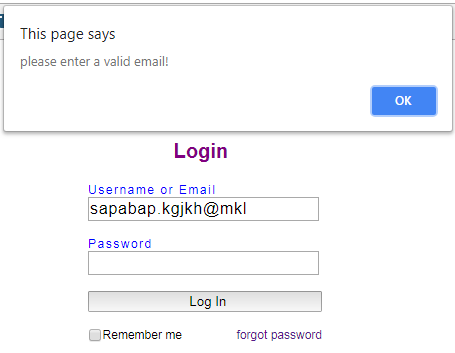 This page says
please enter a valid email!
OK
Login
Username or Email
sapabap.kgjkh@mkl
Password
Log In
Remember me forgot password